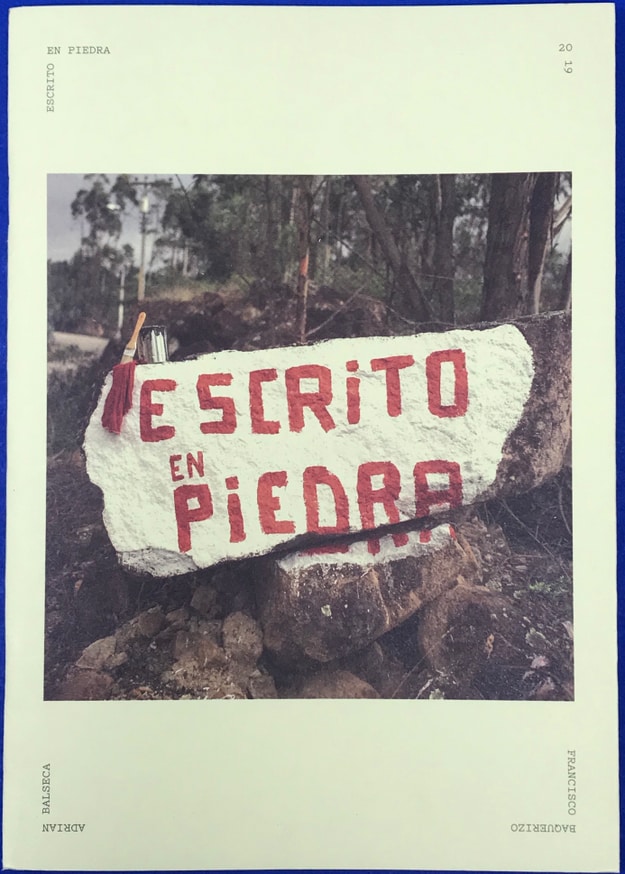 ESCRITO EN PIEDRA
20 19
ESCRiTO
EN
PiEDRA
ADRIAN BALSECA
FRANCISCO BAQUERIZO